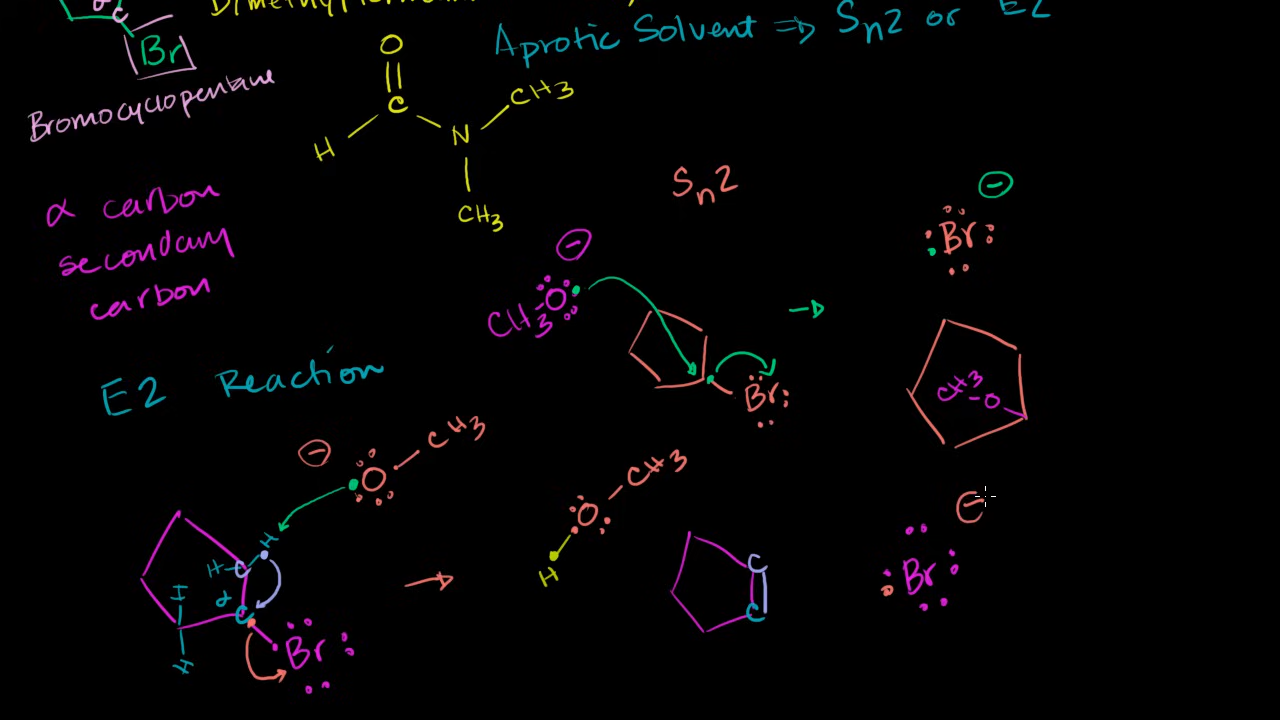 Aprotic Solvent ⇒ Sn2 or E2
α C
Br
Bromocyclopentane
O
C
H
N
CH3
CH3
α carbon
secondary
carbon
Sn2
⊖
CH3 O
Br
→
⊖
Br
CH3-O
E2 Reaction
⊖
O CH3
H
H C
α C
H
H
Br
→
O CH3
H
C
C
⊖
Br